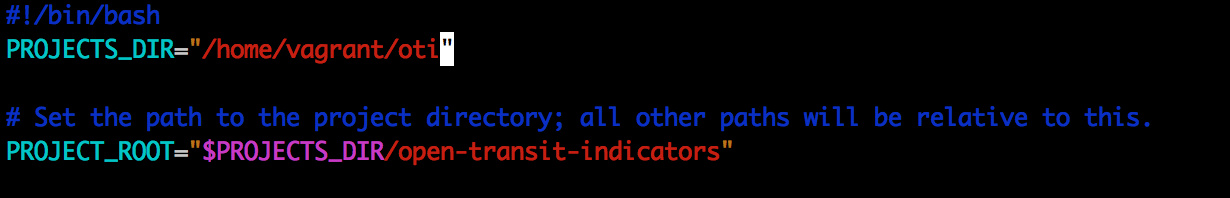 #!/bin/bash
PROJECTS_DIR="/home/vagrant/oti"
# Set the path to the project directory; all other paths will be relative to this.
PROJECT_ROOT="$PROJECTS_DIR/open-transit-indicators"